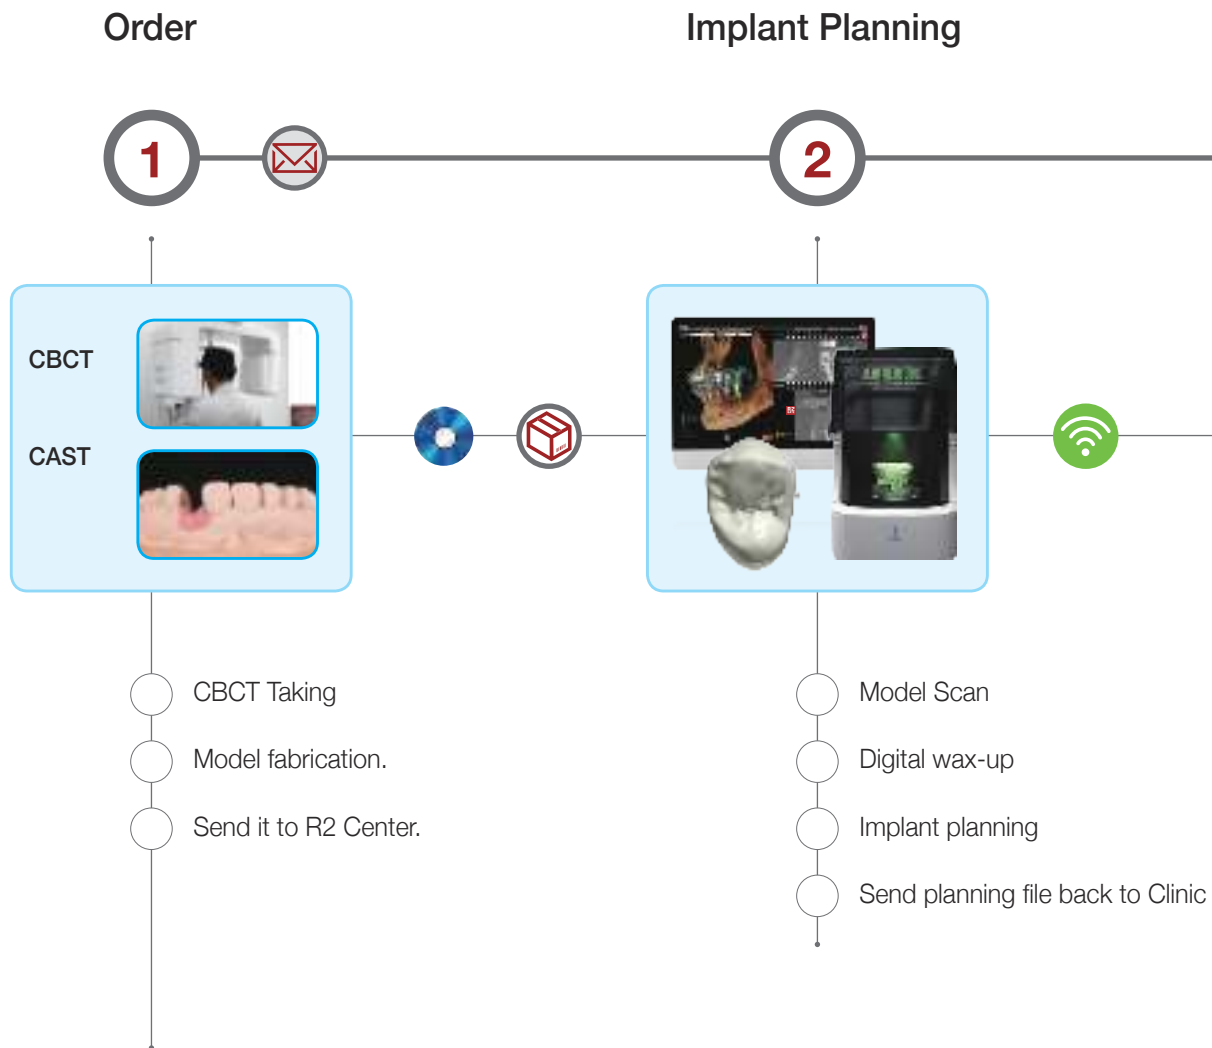 Order
Implant Planning
1
2
CBCT
CAST
CBCT Taking
Model fabrication.
Send it to R2 Center.
Model Scan
Digital wax-up
Implant planning
Send planning file back to Clinic